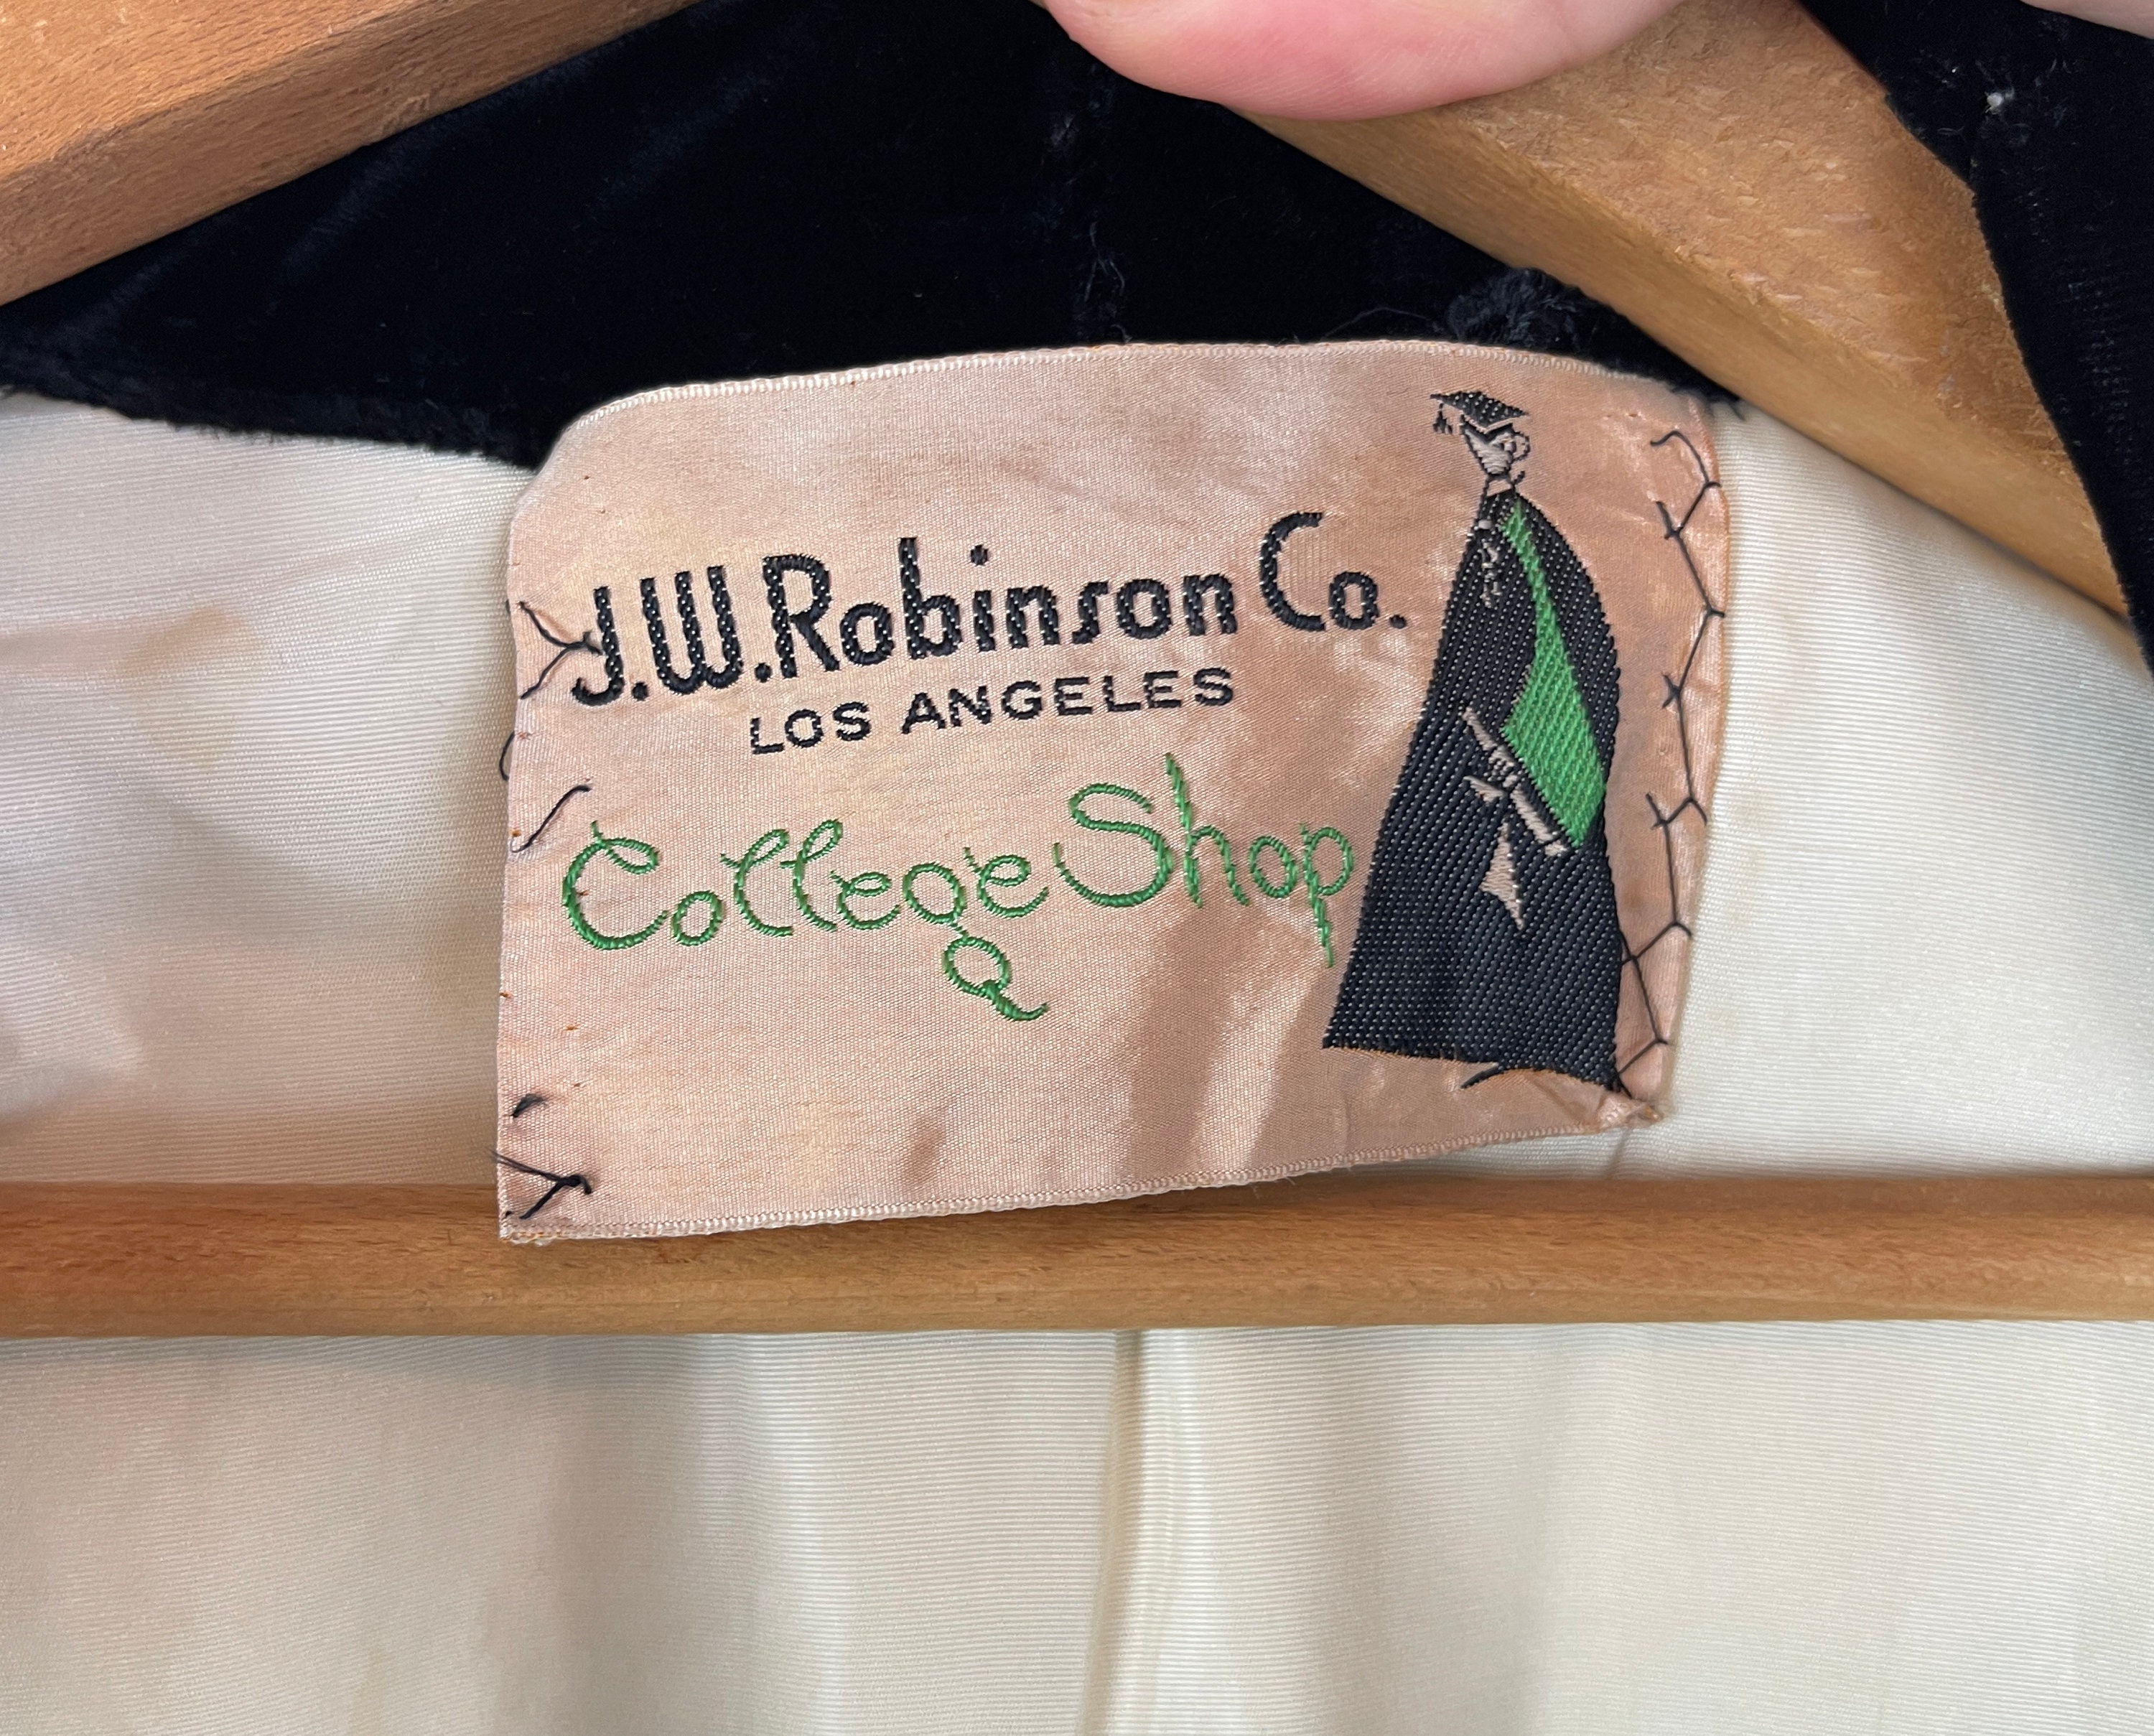 J.W. Robinson Co.
LOS ANGELES
College Shop